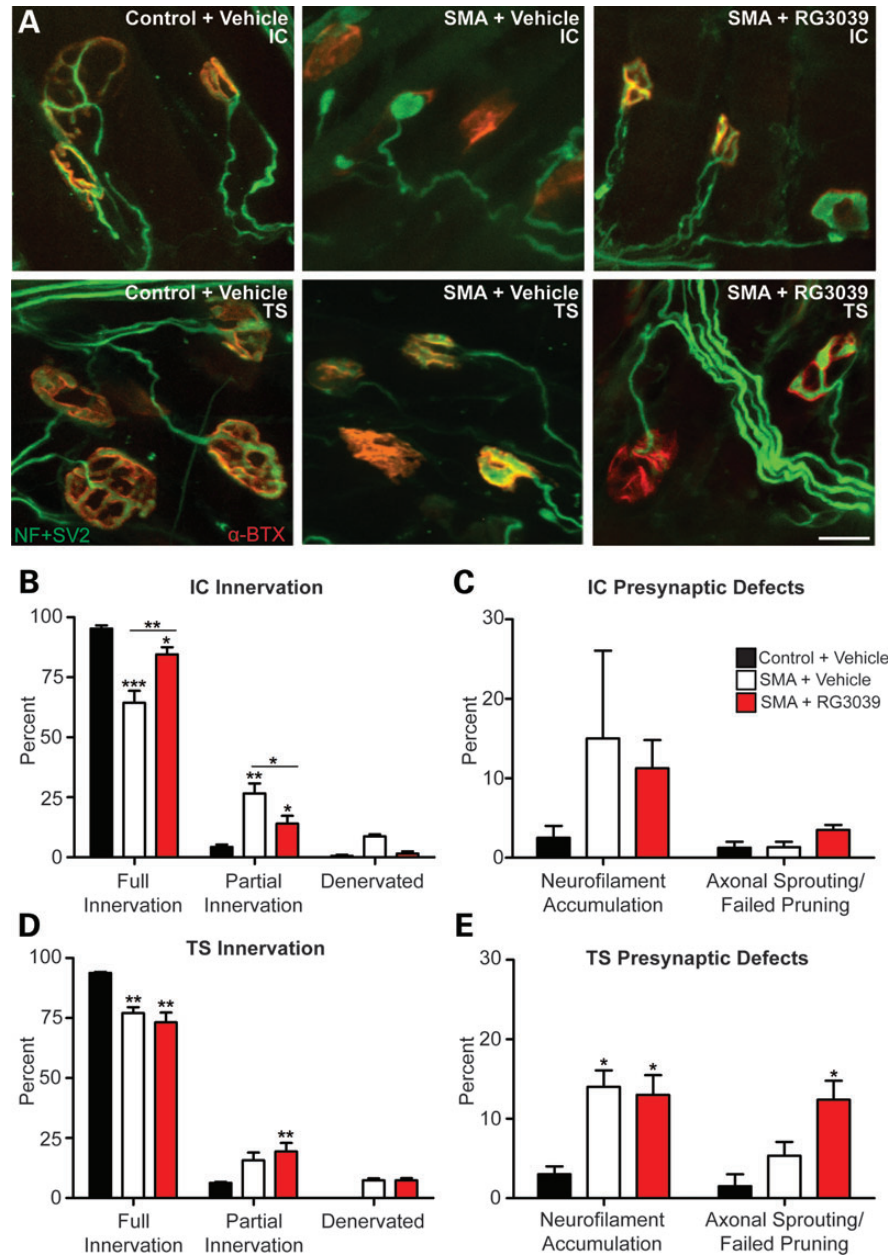 A
Control + Vehicle
IC
SMA + Vehicle
IC
SMA + RG3039
IC
Control + Vehicle
TS
SMA + Vehicle
TS
SMA + RG3039
TS
NF+SV2
α-BTX
B
IC Innervation
100
75
50
25
0
Percent
***
**
*
**
*
*
Full
Innervation
Partial
Innervation
Denervated
C
IC Presynaptic Defects
30
20
10
0
Percent
Control + Vehicle
SMA + Vehicle
SMA + RG3039
Neurofilament
Accumulation
Axonal Sprouting/
Failed Pruning
D
TS Innervation
100
75
50
25
0
Percent
**
**
**
Full
Innervation
Partial
Innervation
Denervated
E
TS Presynaptic Defects
30
20
10
0
Percent
*
*
*
Neurofilament
Accumulation
Axonal Sprouting/
Failed Pruning